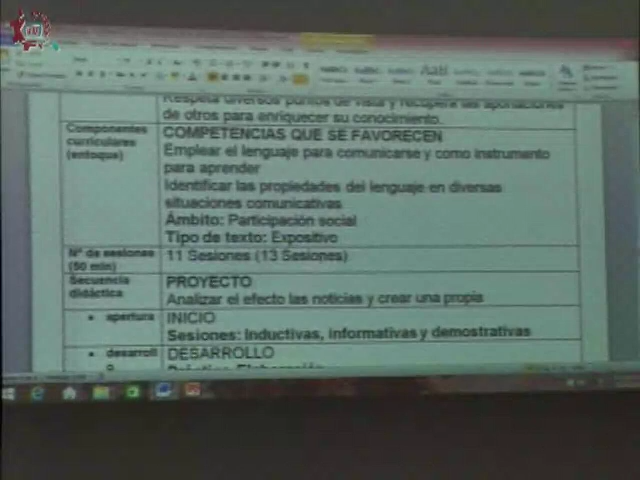 Respeta diversos puntos de vista y recupera las aportaciones
de otros para enriquecer su conocimiento.
Componentes
curriculares
(enfoque)
COMPETENCIAS QUE SE FAVORECEN
Emplear el lenguaje para comunicarse y como instrumento
para aprender
Identificar las propiedades del lenguaje en diversas
situaciones comunicativas
Ámbito: Participación social
Tipo de texto: Expositivo
N° de sesiones
(50 min)
11 Sesiones (13 Sesiones)
Secuencia
didáctica
PROYECTO
Analizar el efecto las noticias y crear una propia
• apertura
INICIO
Sesiones: Inductivas, informativas y demostrativas
• desarroll
o
DESARROLLO